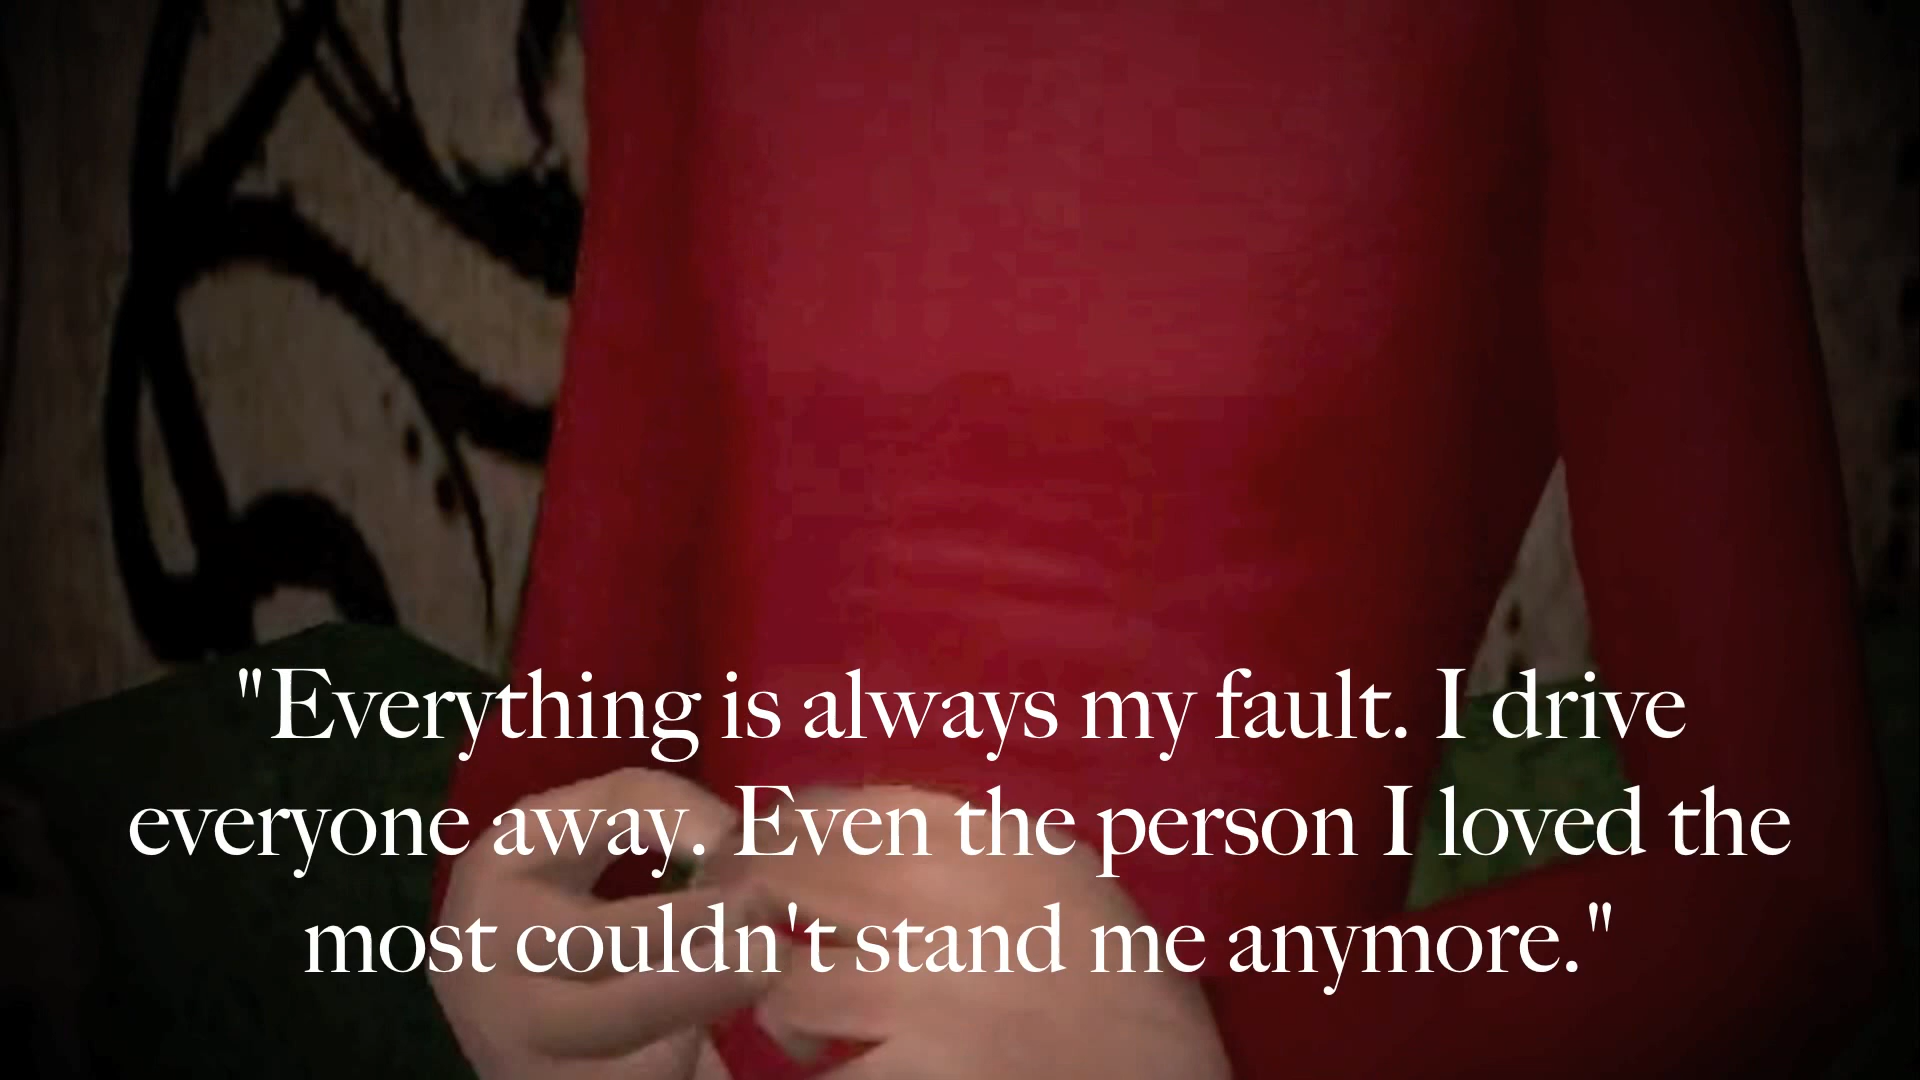 "Everything is always my fault. I drive
everyone away. Even the person I loved the
most couldn't stand me anymore."